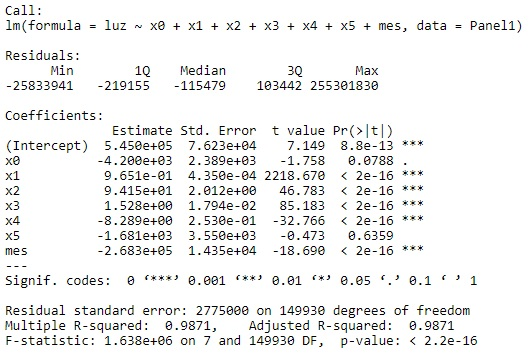 Call:
lm(formula = luz ~ x0 + x1 + x2 + x3 + x4 + x5 + mes, data = Panel1)
Residuals:
Min 1Q Median 3Q Max
-25833941 -219155 -115479 103442 255301830
Coefficients:
Estimate Std. Error t value Pr(>|t|)
(Intercept) 5.450e+05 7.623e+04 7.149 8.8e-13 ***
x0 -4.200e+03 2.389e+03 -1.758 0.0788 .
x1 9.651e-01 4.350e-04 2218.670 < 2e-16 ***
x2 9.415e+01 2.012e+00 46.783 < 2e-16 ***
x3 1.528e+00 1.794e-02 85.183 < 2e-16 ***
x4 -8.289e+00 2.530e-01 -32.766 < 2e-16 ***
x5 -1.681e+03 3.550e+03 -0.473 0.6359
mes -2.683e+05 1.435e+04 -18.690 < 2e-16 ***
---
Signif. codes: 0 ‘***’ 0.001 ‘**’ 0.01 ‘*’ 0.05 ‘.’ 0.1 ‘ ’ 1
Residual standard error: 2775000 on 149930 degrees of freedom
Multiple R-squared: 0.9871, Adjusted R-squared: 0.9871
F-statistic: 1.638e+06 on 7 and 149930 DF, p-value: < 2.2e-16